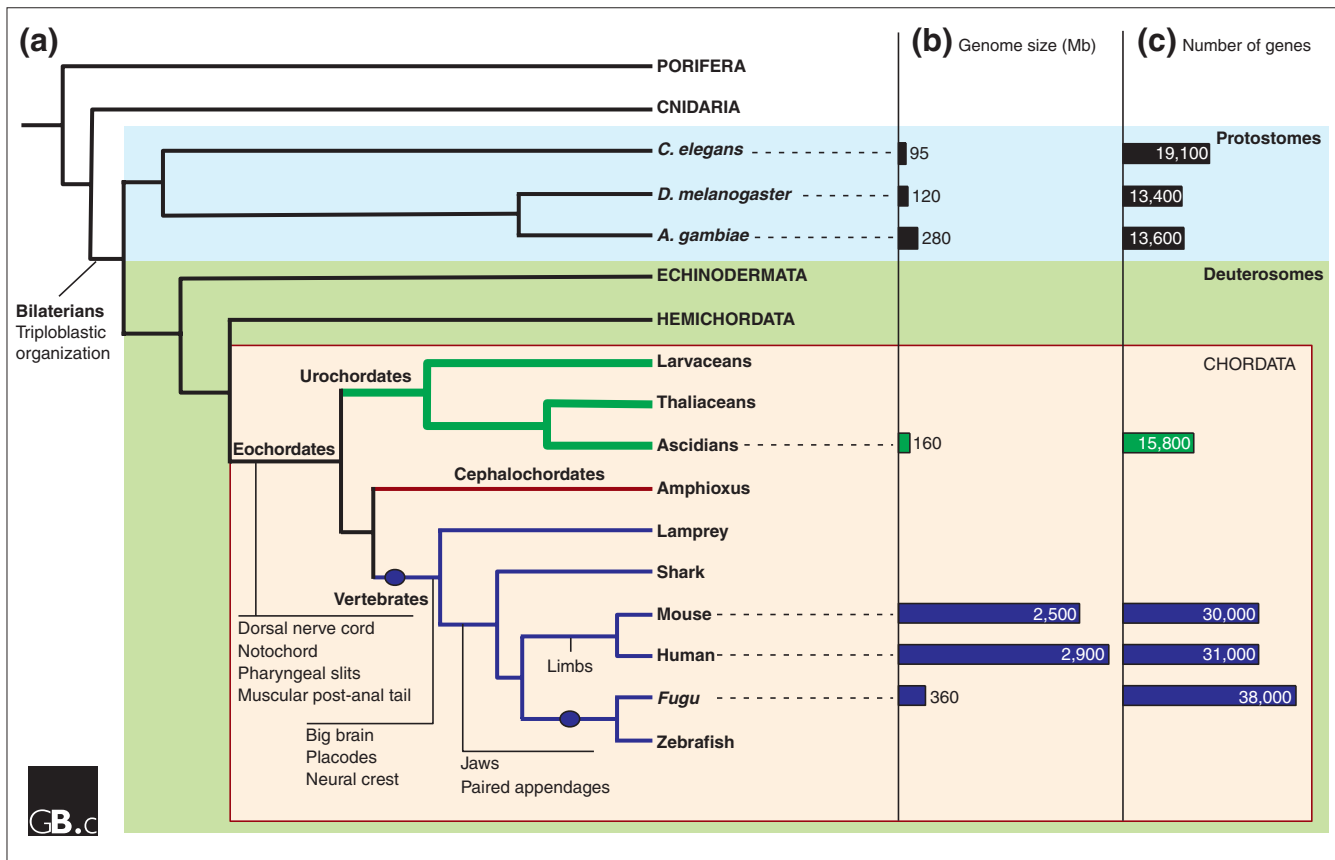 (a)
(b) Genome size (Mb)
(c) Number of genes
PORIFERA
CNIDARIA
Protostomes
C. elegans 95 19,100
D. melanogaster 120 13,400
A. gambiae 280 13,600
Bilaterians
Triploblastic
organization
ECHINODERMATA
Deuterosomes
HEMICHORDATA
CHORDATA
Urochordates
Larvaceans
Thaliaceans
Ascidians 160 15,800
Eochordates
Cephalochordates
Amphioxus
Lamprey
Shark
Vertebrates
Mouse 2,500 30,000
Limbs
Human 2,900 31,000
Fugu 360 38,000
Zebrafish
Dorsal nerve cord
Notochord
Pharyngeal slits
Muscular post-anal tail
Big brain
Placodes
Neural crest
Jaws
Paired appendages
GB.c